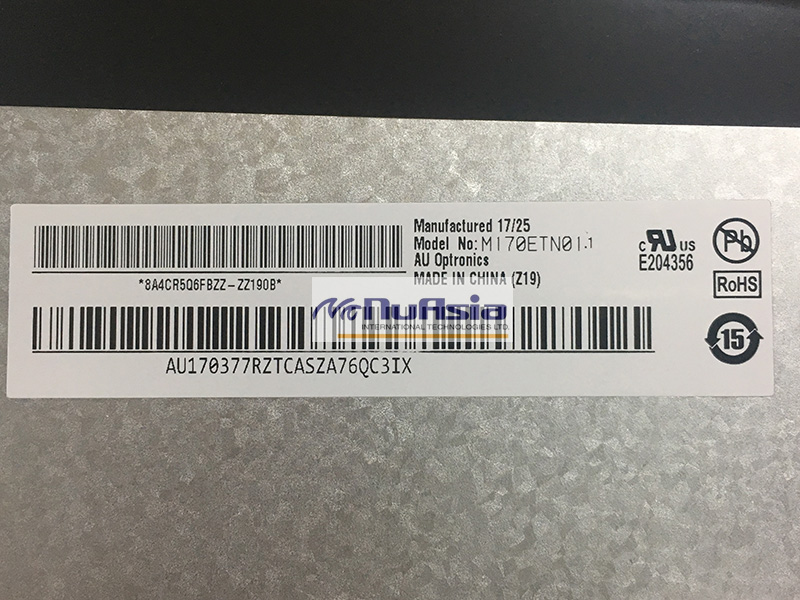 Manufactured 17/25
Model No: M170ETN01.1
AU Optronics
MADE IN CHINA (Z19)
*8A4CR5Q6FBZZ-ZZ190B*
c RU US
E204356
Pb
RoHS
15
NuAsia
INTERNATIONAL TECHNOLOGIES LTD.
AU170377RZTCASZA76QC3IX